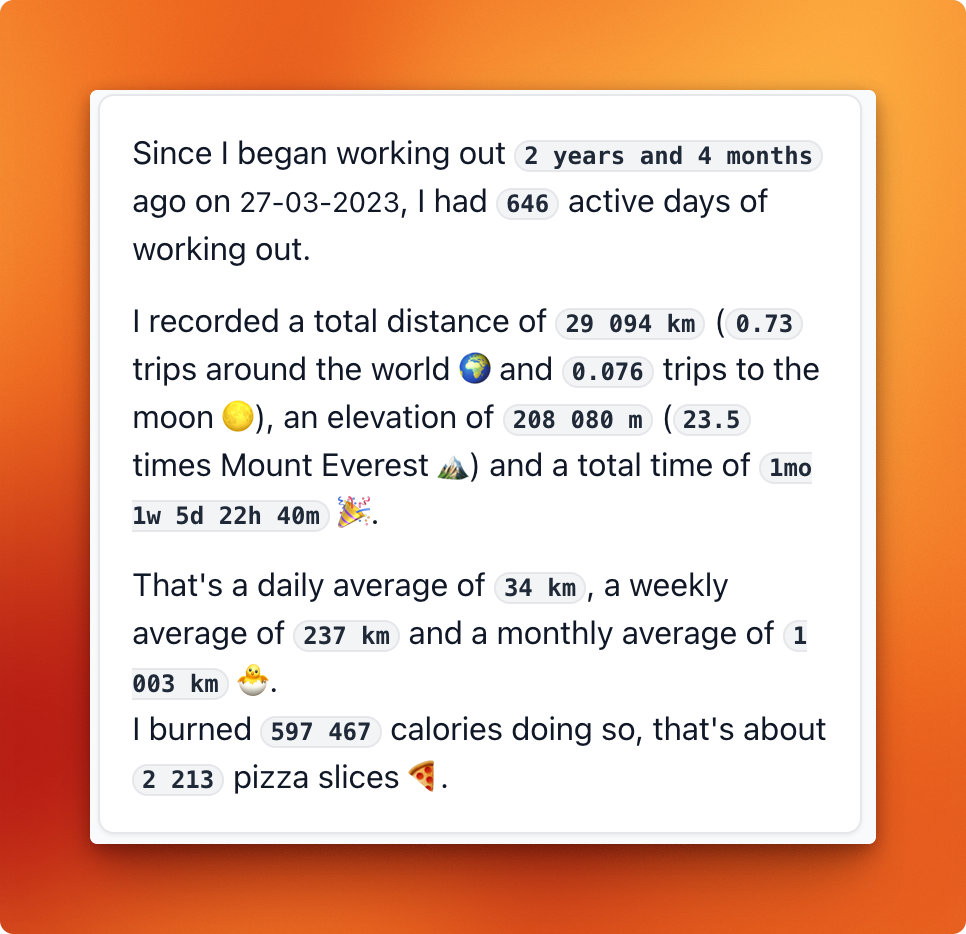 Since I began working out 2 years and 4 months
ago on 27-03-2023, I had 646 active days of
working out.
I recorded a total distance of 29 094 km (0.73
trips around the world 🌍 and 0.076 trips to the
moon 🌕), an elevation of 208 080 m (23.5
times Mount Everest 🏔️) and a total time of 1mo
1w 5d 22h 40m 🎉.
That's a daily average of 34 km, a weekly
average of 237 km and a monthly average of 1
003 km 🐣.
I burned 597 467 calories doing so, that's about
2 213 pizza slices 🍕.